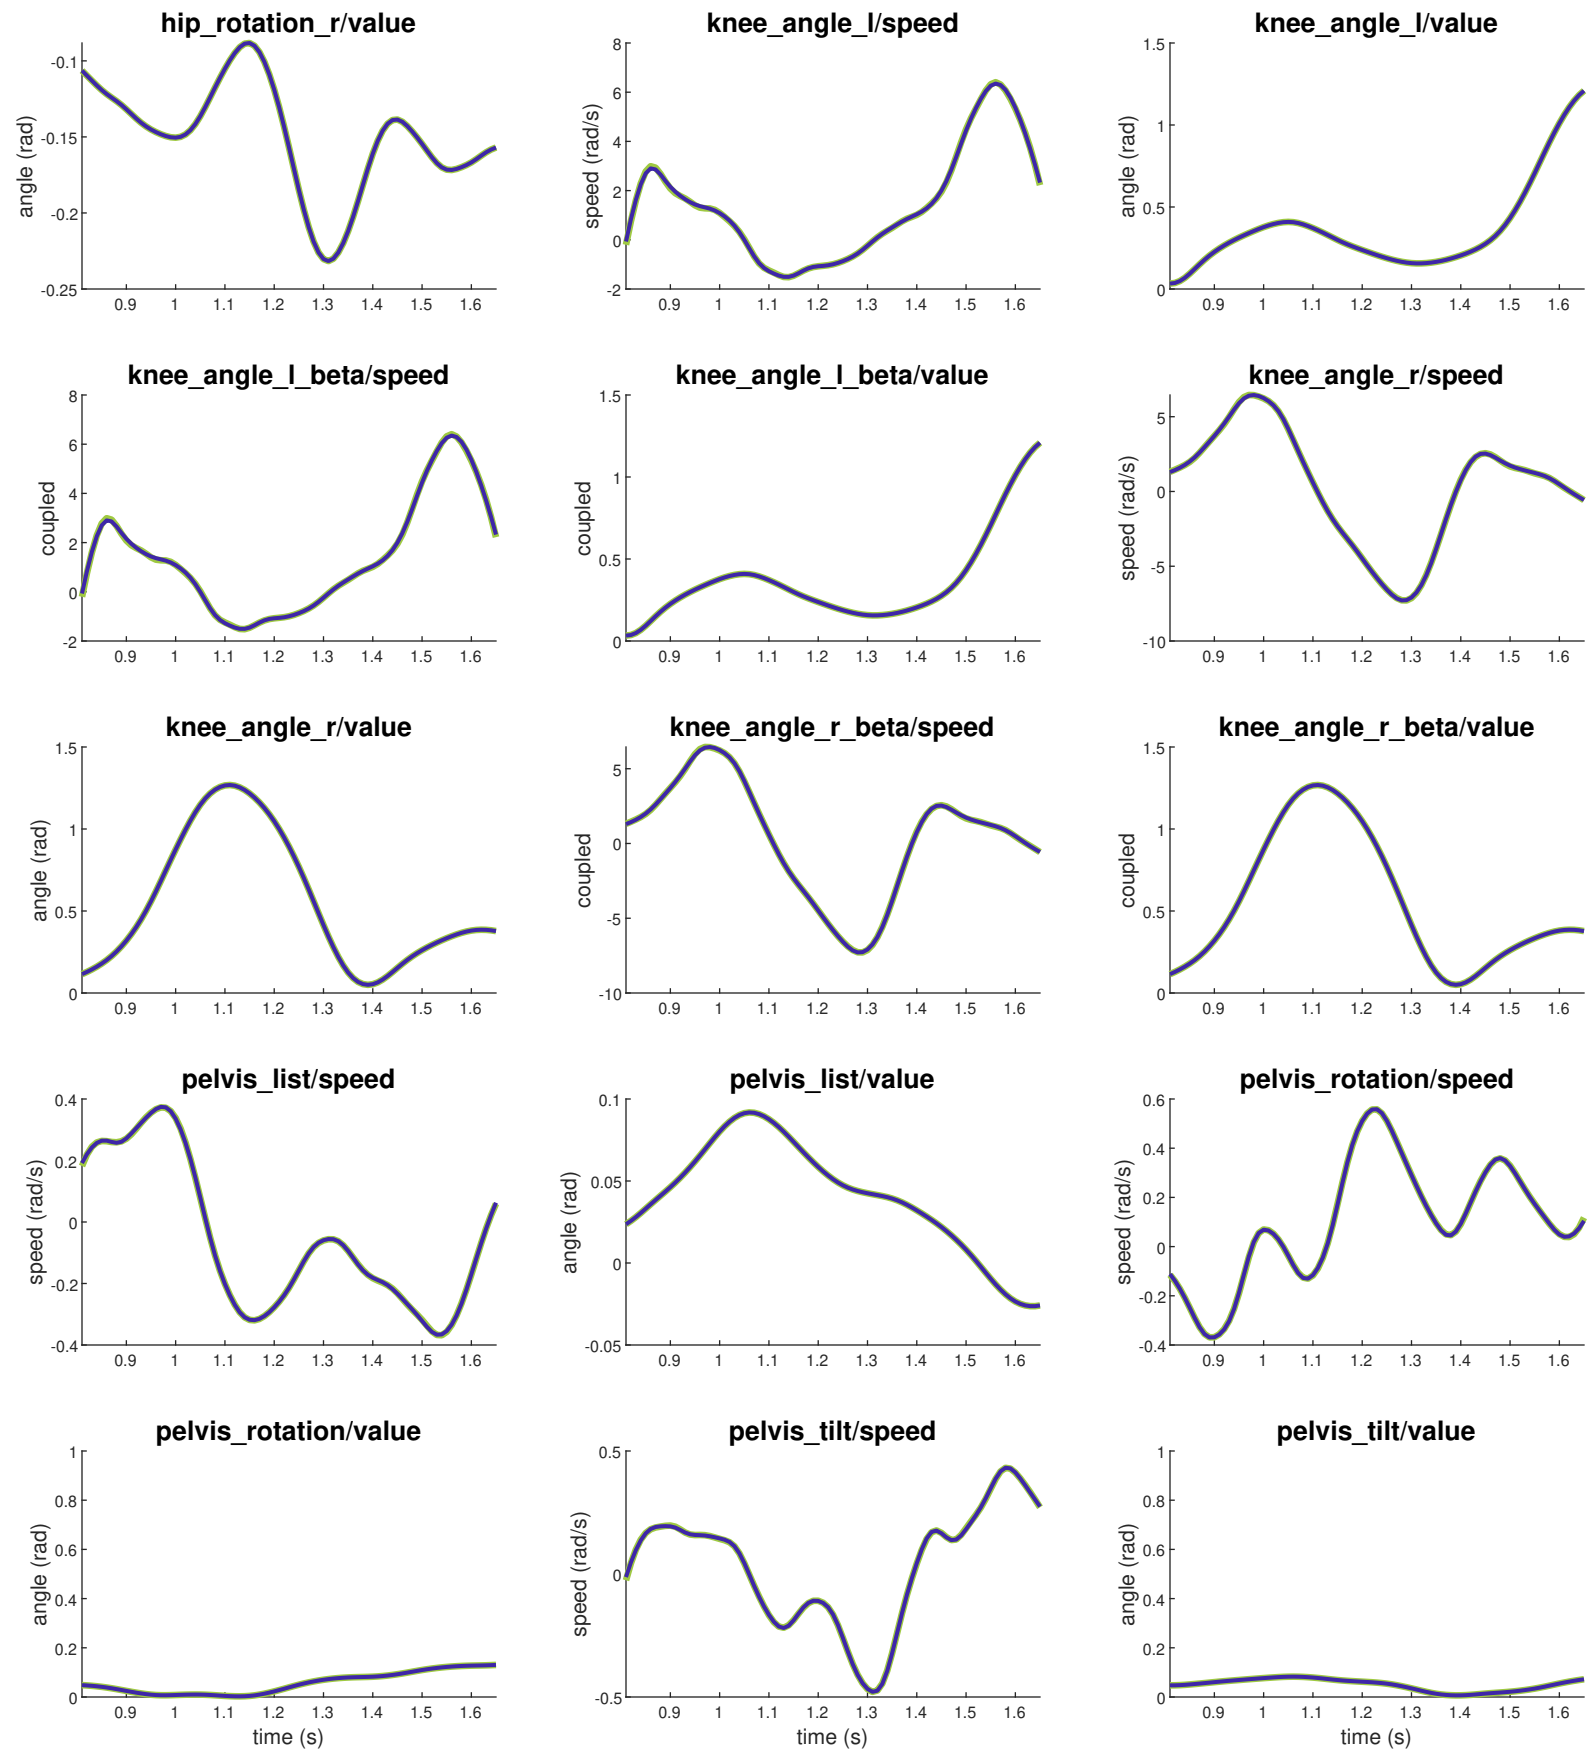 hip_rotation_r/value
knee_angle_l/speed
knee_angle_l/value
angle (rad)
-0.1
-0.15
-0.2
-0.25
0.9 1 1.1 1.2 1.3 1.4 1.5 1.6
speed (rad/s)
8
6
4
2
0
-2
0.9 1 1.1 1.2 1.3 1.4 1.5 1.6
angle (rad)
1.5
1
0.5
0
0.9 1 1.1 1.2 1.3 1.4 1.5 1.6
knee_angle_l_beta/speed
knee_angle_l_beta/value
knee_angle_r/speed
coupled
8
6
4
2
0
-2
0.9 1 1.1 1.2 1.3 1.4 1.5 1.6
coupled
1.5
1
0.5
0
0.9 1 1.1 1.2 1.3 1.4 1.5 1.6
speed (rad/s)
5
0
-5
-10
0.9 1 1.1 1.2 1.3 1.4 1.5 1.6
knee_angle_r/value
knee_angle_r_beta/speed
knee_angle_r_beta/value
angle (rad)
1.5
1
0.5
0
0.9 1 1.1 1.2 1.3 1.4 1.5 1.6
coupled
5
0
-5
-10
0.9 1 1.1 1.2 1.3 1.4 1.5 1.6
coupled
1.5
1
0.5
0
0.9 1 1.1 1.2 1.3 1.4 1.5 1.6
pelvis_list/speed
pelvis_list/value
pelvis_rotation/speed
speed (rad/s)
0.4
0.2
0
-0.2
-0.4
0.9 1 1.1 1.2 1.3 1.4 1.5 1.6
angle (rad)
0.1
0.05
0
-0.05
0.9 1 1.1 1.2 1.3 1.4 1.5 1.6
speed (rad/s)
0.6
0.4
0.2
0
-0.2
-0.4
0.9 1 1.1 1.2 1.3 1.4 1.5 1.6
pelvis_rotation/value
pelvis_tilt/speed
pelvis_tilt/value
angle (rad)
1
0.8
0.6
0.4
0.2
0
0.9 1 1.1 1.2 1.3 1.4 1.5 1.6
time (s)
speed (rad/s)
0.5
0
-0.5
0.9 1 1.1 1.2 1.3 1.4 1.5 1.6
time (s)
angle (rad)
1
0.8
0.6
0.4
0.2
0
0.9 1 1.1 1.2 1.3 1.4 1.5 1.6
time (s)